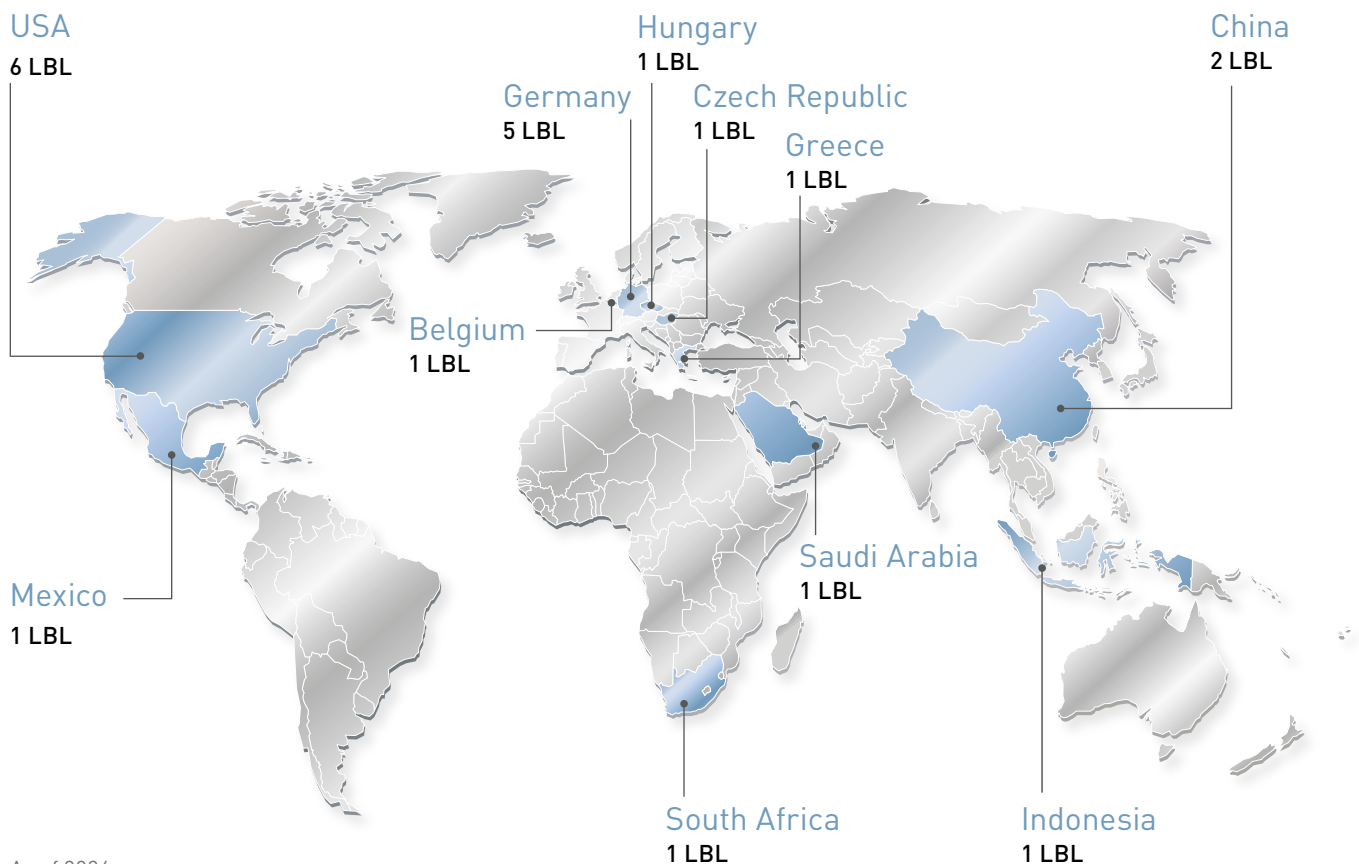 USA
6 LBL
Hungary
1 LBL
China
2 LBL
Germany
5 LBL
Czech Republic
1 LBL
Greece
1 LBL
Belgium
1 LBL
Saudi Arabia
1 LBL
Mexico
1 LBL
South Africa
1 LBL
Indonesia
1 LBL